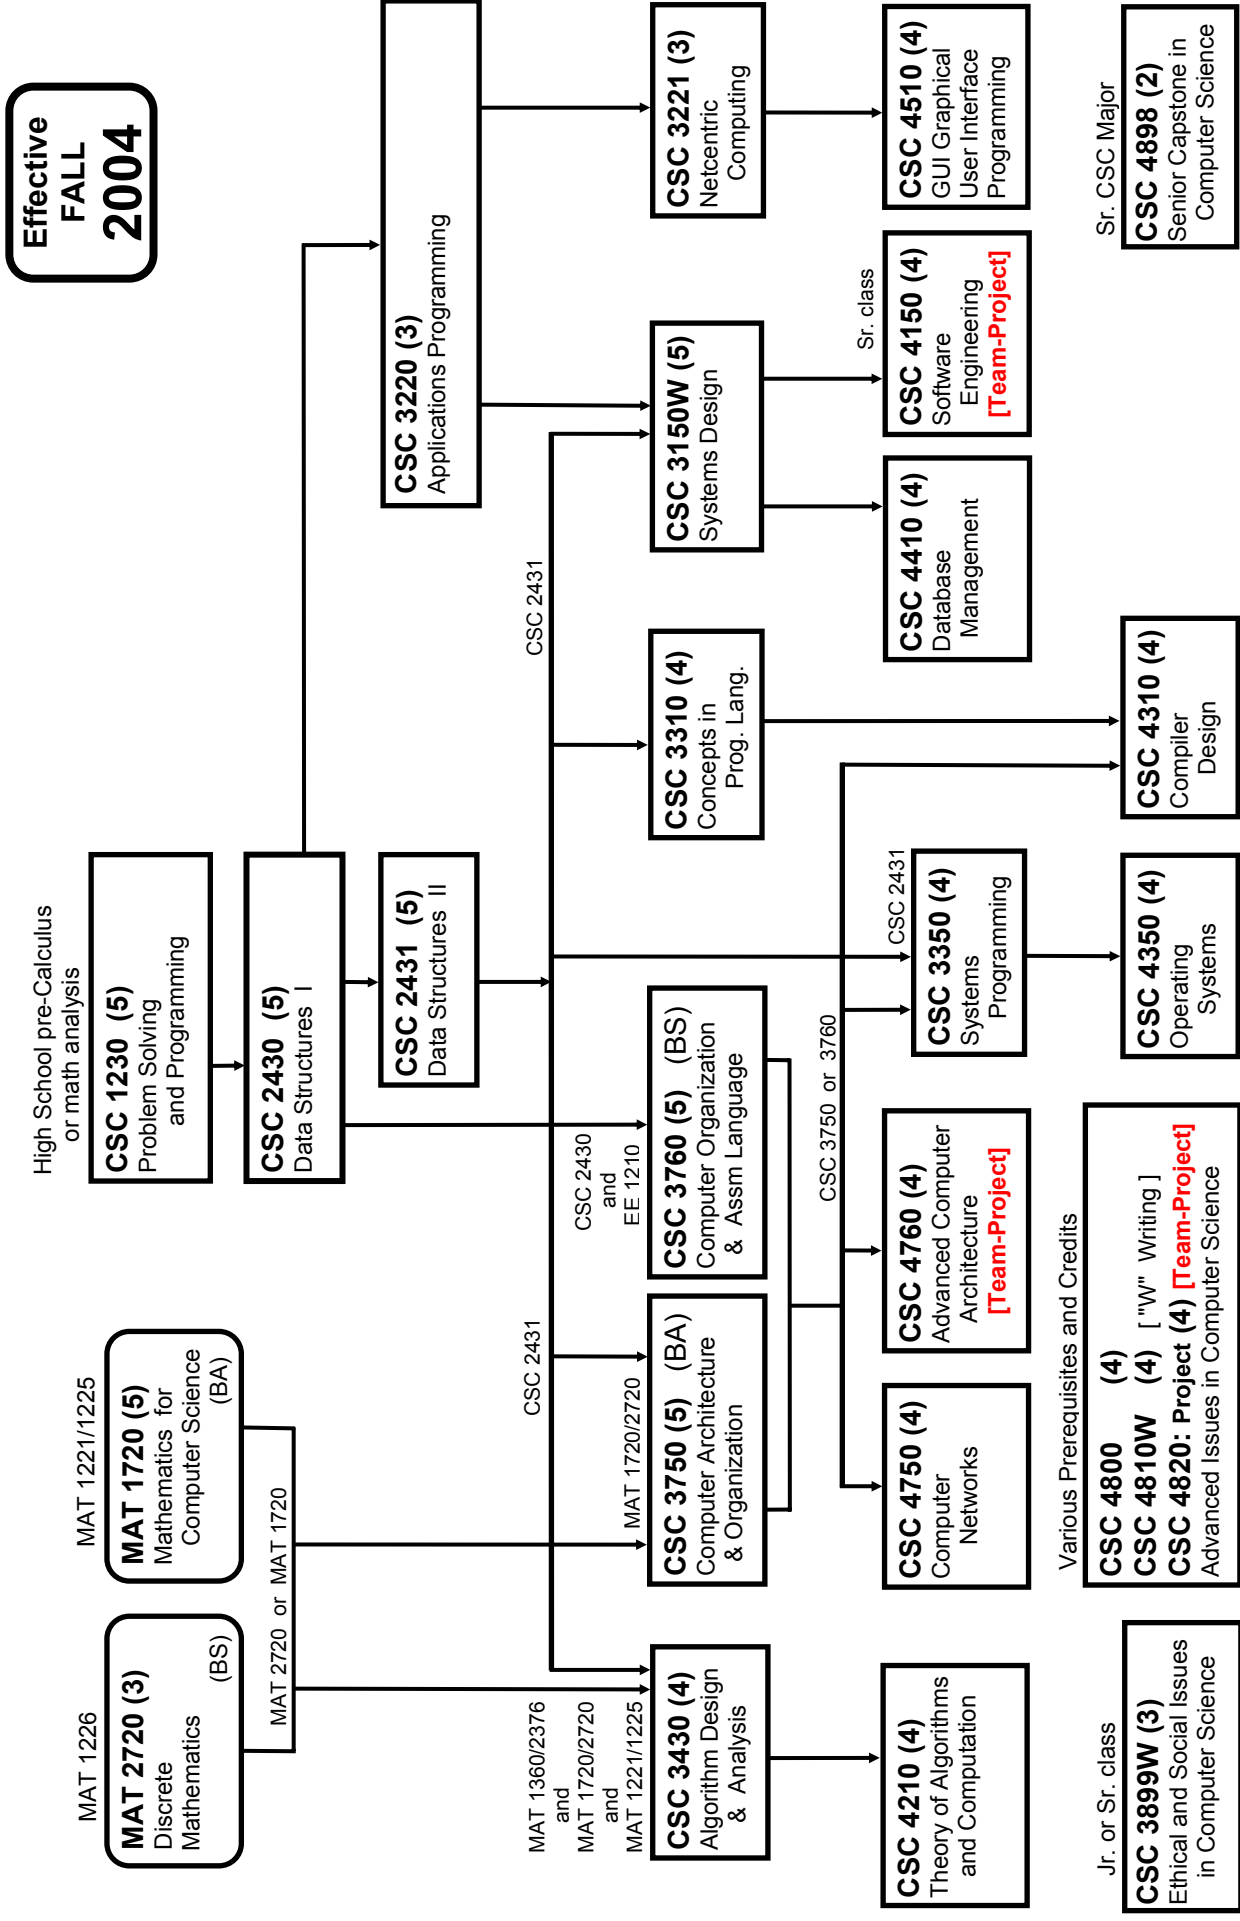 Effective
FALL
2004
High School pre-Calculus
or math analysis
CSC 1230 (5)
Problem Solving
and Programming
MAT 1226
MAT 2720 (3)
Discrete
Mathematics
(BS)
MAT 1221/1225
MAT 1720 (5)
Mathematics for
Computer Science
(BA)
MAT 2720 or MAT 1720
CSC 2430 (5)
Data Structures I
CSC 2431 (5)
Data Structures II
CSC 3220 (3)
Applications Programming
CSC 2431
CSC 2431
MAT 1360/2376
and
MAT 1720/2720
and
MAT 1221/1225
CSC 3430 (4)
Algorithm Design
& Analysis
MAT 1720/2720
CSC 3750 (5) (BA)
Computer Architecture
& Organization
CSC 2430
and
EE 1210
CSC 3760 (5) (BS)
Computer Organization
& Assm Language
CSC 3310 (4)
Concepts in
Prog. Lang.
CSC 3150W (5)
Systems Design
CSC 3221 (3)
Netcentric
Computing
CSC 3750 or 3760
CSC 4210 (4)
Theory of Algorithms
and Computation
CSC 4750 (4)
Computer
Networks
CSC 4760 (4)
Advanced Computer
Architecture
[Team-Project]
CSC 2431
CSC 3350 (4)
Systems
Programming
CSC 4410 (4)
Database
Management
Sr. class
CSC 4150 (4)
Software
Engineering
[Team-Project]
CSC 4510 (4)
GUI Graphical
User Interface
Programming
Jr. or Sr. class
CSC 3899W (3)
Ethical and Social Issues
in Computer Science
Various Prerequisites and Credits
CSC 4800 (4)
CSC 4810W (4) [ "W" Writing ]
CSC 4820: Project (4) [Team-Project]
Advanced Issues in Computer Science
CSC 4350 (4)
Operating
Systems
CSC 4310 (4)
Compiler
Design
Sr. CSC Major
CSC 4898 (2)
Senior Capstone in
Computer Science